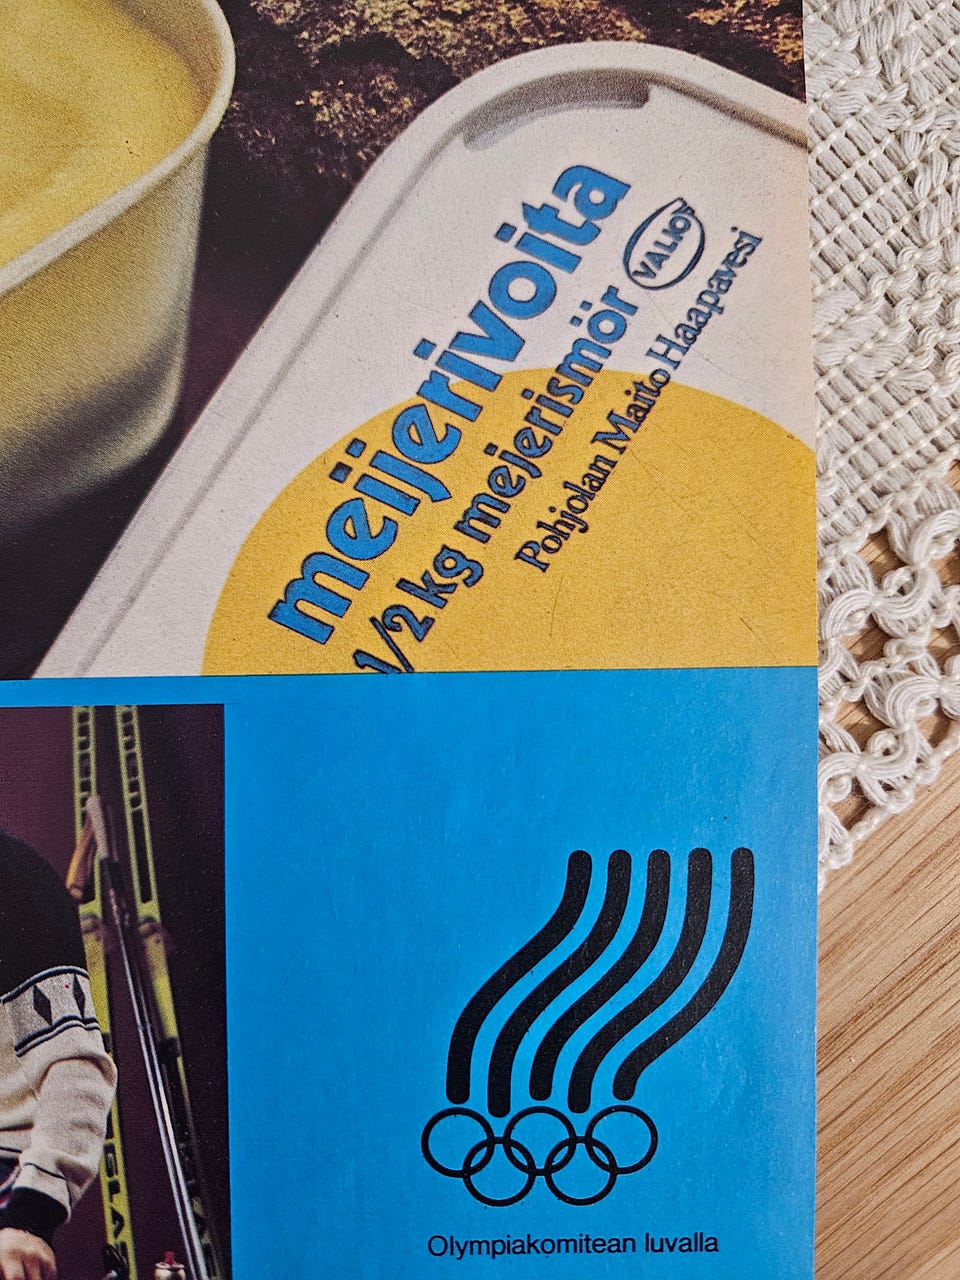 meijerivoita
1/2 kg mejerismör
VALIO
Pohjolan Maito Haapavesi
Olympiakomitean luvalla